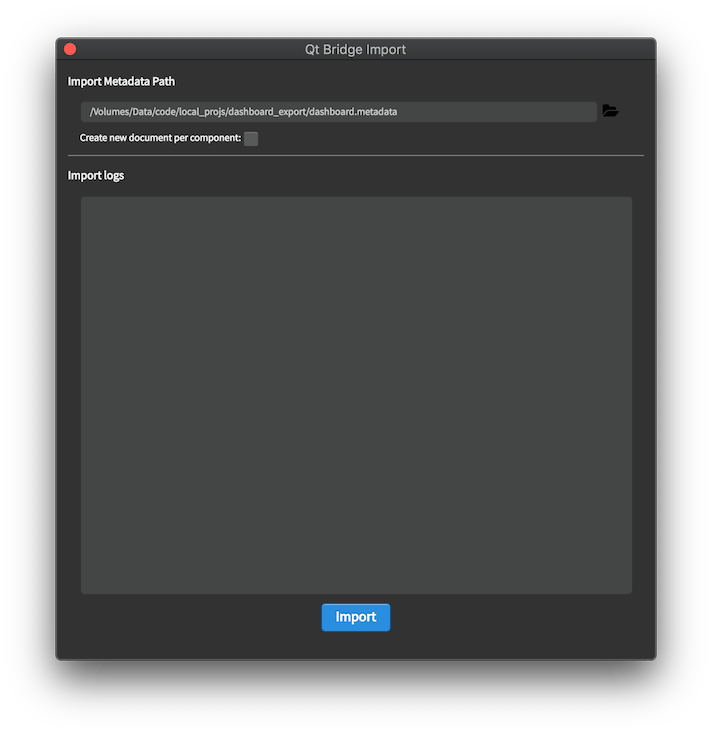 Qt Bridge Import
Import Metadata Path
/Volumes/Data/code/local_projs/dashboard_export/dashboard.metadata
Create new document per component:
Import logs
Import